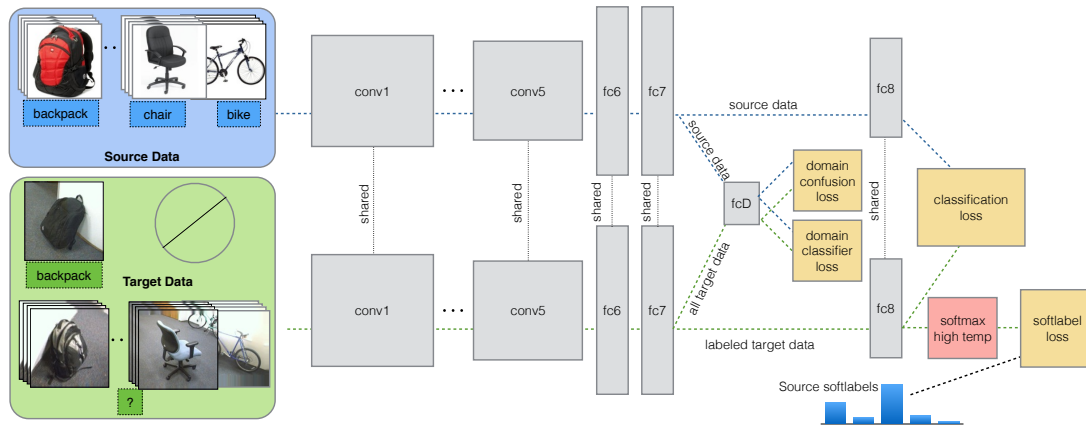 backpack
chair
bike
Source Data
backpack
Target Data
?
conv1
conv5
fc6
fc7
source data
fc8
source data
shared
shared
shared
shared
shared
fcD
domain
confusion
loss
domain
classifier
loss
classification
loss
all target data
conv1
conv5
fc6
fc7
labeled target data
fc8
softmax
high temp
softlabel
loss
Source softlabels